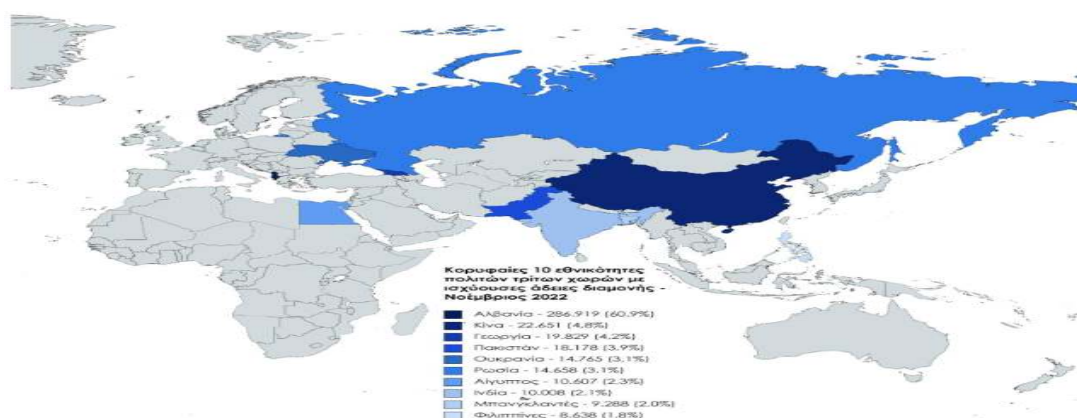 Κορυφαίες 10 εθνικότητες
πολιτών τρίτων χωρών με
ισχύουσες άδειες διαμονής -
Νοέμβριος 2022
Αλβανία - 286.919 (60,9%)
Κίνα - 22.651 (4,8%)
Γεωργία - 19.829 (4,2%)
Πακιστάν - 18.178 (3,9%)
Ουκρανία - 14.765 (3,1%)
Ρωσία - 14.658 (3,1%)
Αίγυπτος - 10.607 (2,3%)
Ινδία - 10.008 (2,1%)
Μπανγκλαντές - 9.288 (2,0%)
Φιλιππίνες - 8.638 (1,8%)